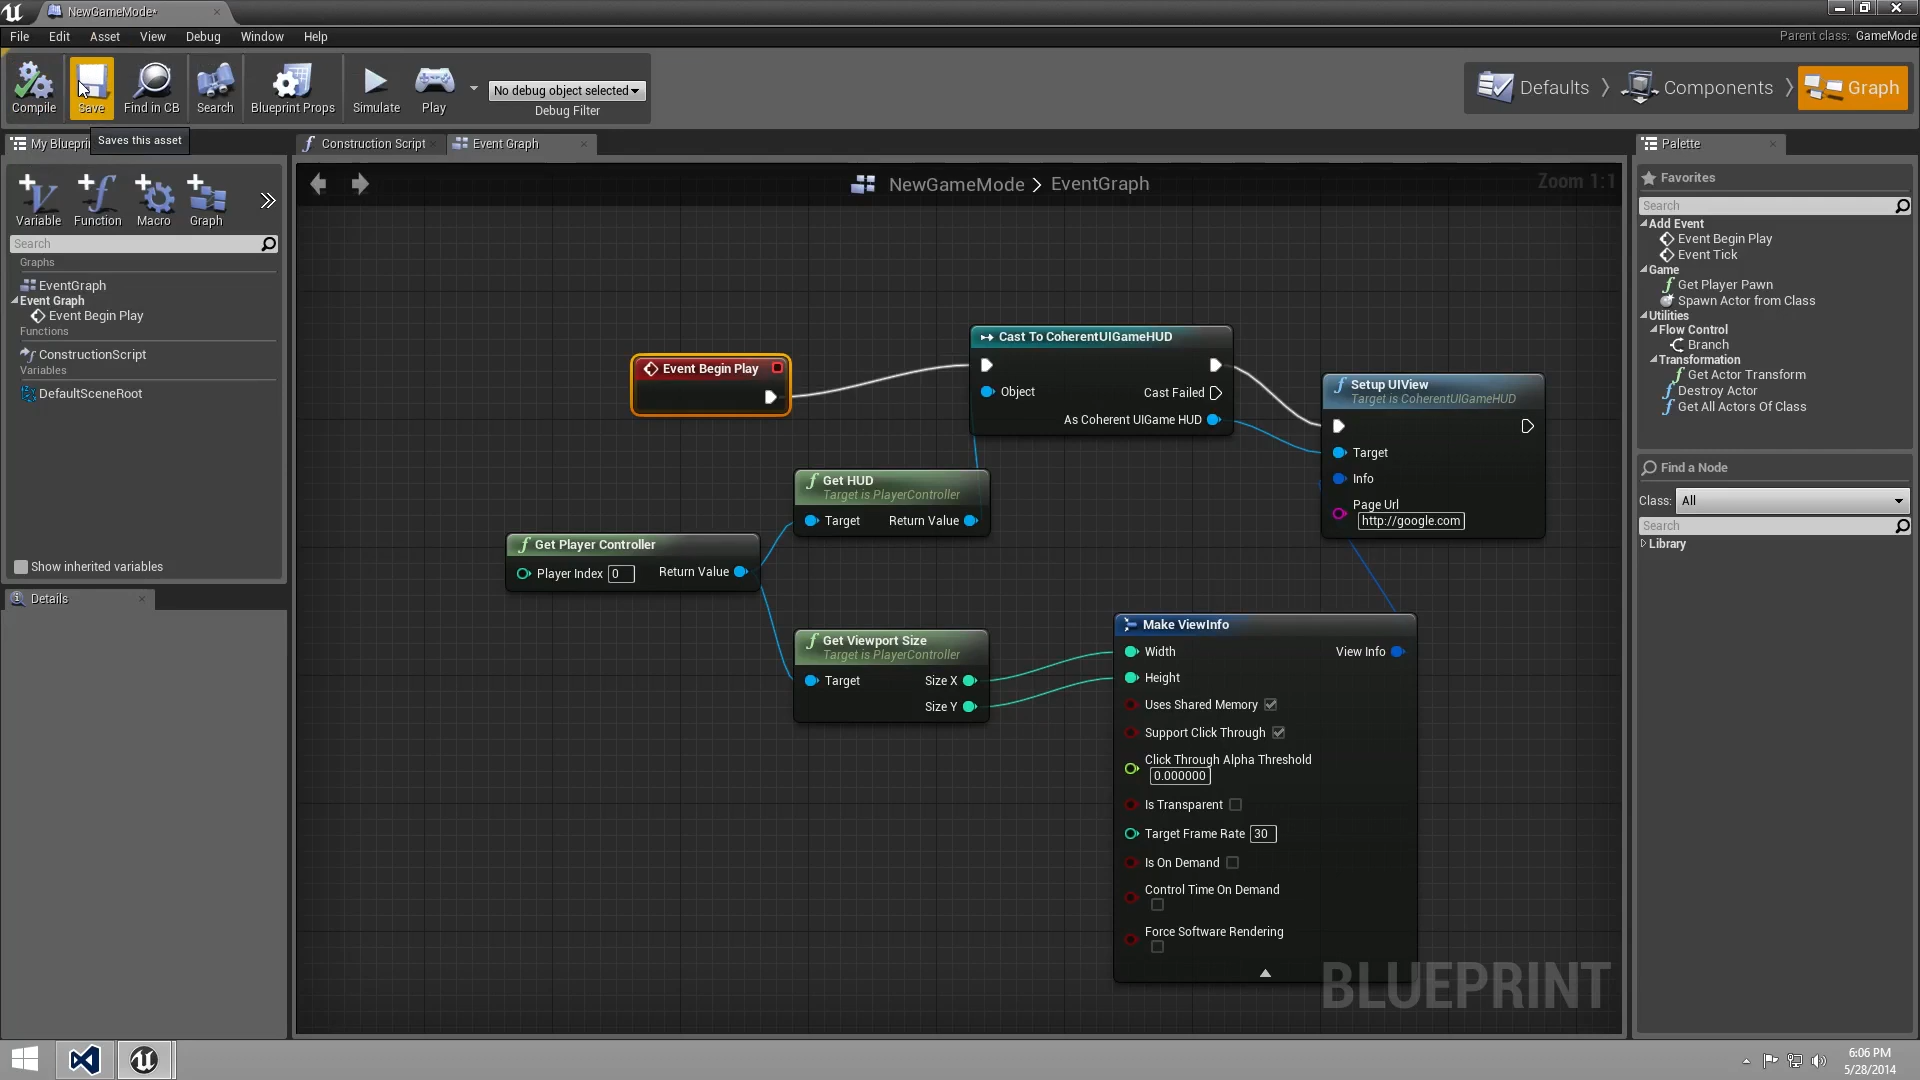 NewGameMode*
File Edit Asset View Debug Window Help
Parent class: GameMode
Compile Save Find in CB Search Blueprint Props Simulate Play
No debug object selected
Debug Filter
Defaults Components Graph
Saves this asset
My Blueprin
Construction Script Event Graph
Palette
NewGameMode > EventGraph
Zoom 1:1
Variable Function Macro Graph
Search
Graphs
EventGraph
Event Graph
Event Begin Play
Functions
ConstructionScript
Variables
DefaultSceneRoot
Show inherited variables
Details
Event Begin Play
Cast To CoherentUIGameHUD
Object
Cast Failed
As Coherent UIGame HUD
Setup UIView
Target is CoherentUIGameHUD
Target
Info
Page Url
http://google.com
Get HUD
Target is PlayerController
Target Return Value
Get Player Controller
Player Index 0 Return Value
Get Viewport Size
Target is PlayerController
Target Size X
Size Y
Make ViewInfo
Width View Info
Height
Uses Shared Memory
Support Click Through
Click Through Alpha Threshold
0.000000
Is Transparent
Target Frame Rate 30
Is On Demand
Control Time On Demand
Force Software Rendering
BLUEPRINT
Favorites
Search
Add Event
Event Begin Play
Event Tick
Game
Get Player Pawn
Spawn Actor from Class
Utilities
Flow Control
Branch
Transformation
Get Actor Transform
Destroy Actor
Get All Actors Of Class
Find a Node
Class: All
Search
Library
6:06 PM
5/28/2014